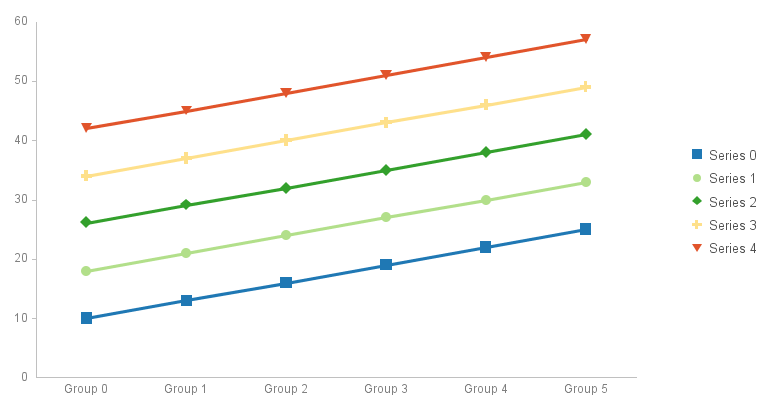 60
50
40
30
20
10
0
Group 0 Group 1 Group 2 Group 3 Group 4 Group 5
Series 0
Series 1
Series 2
Series 3
Series 4